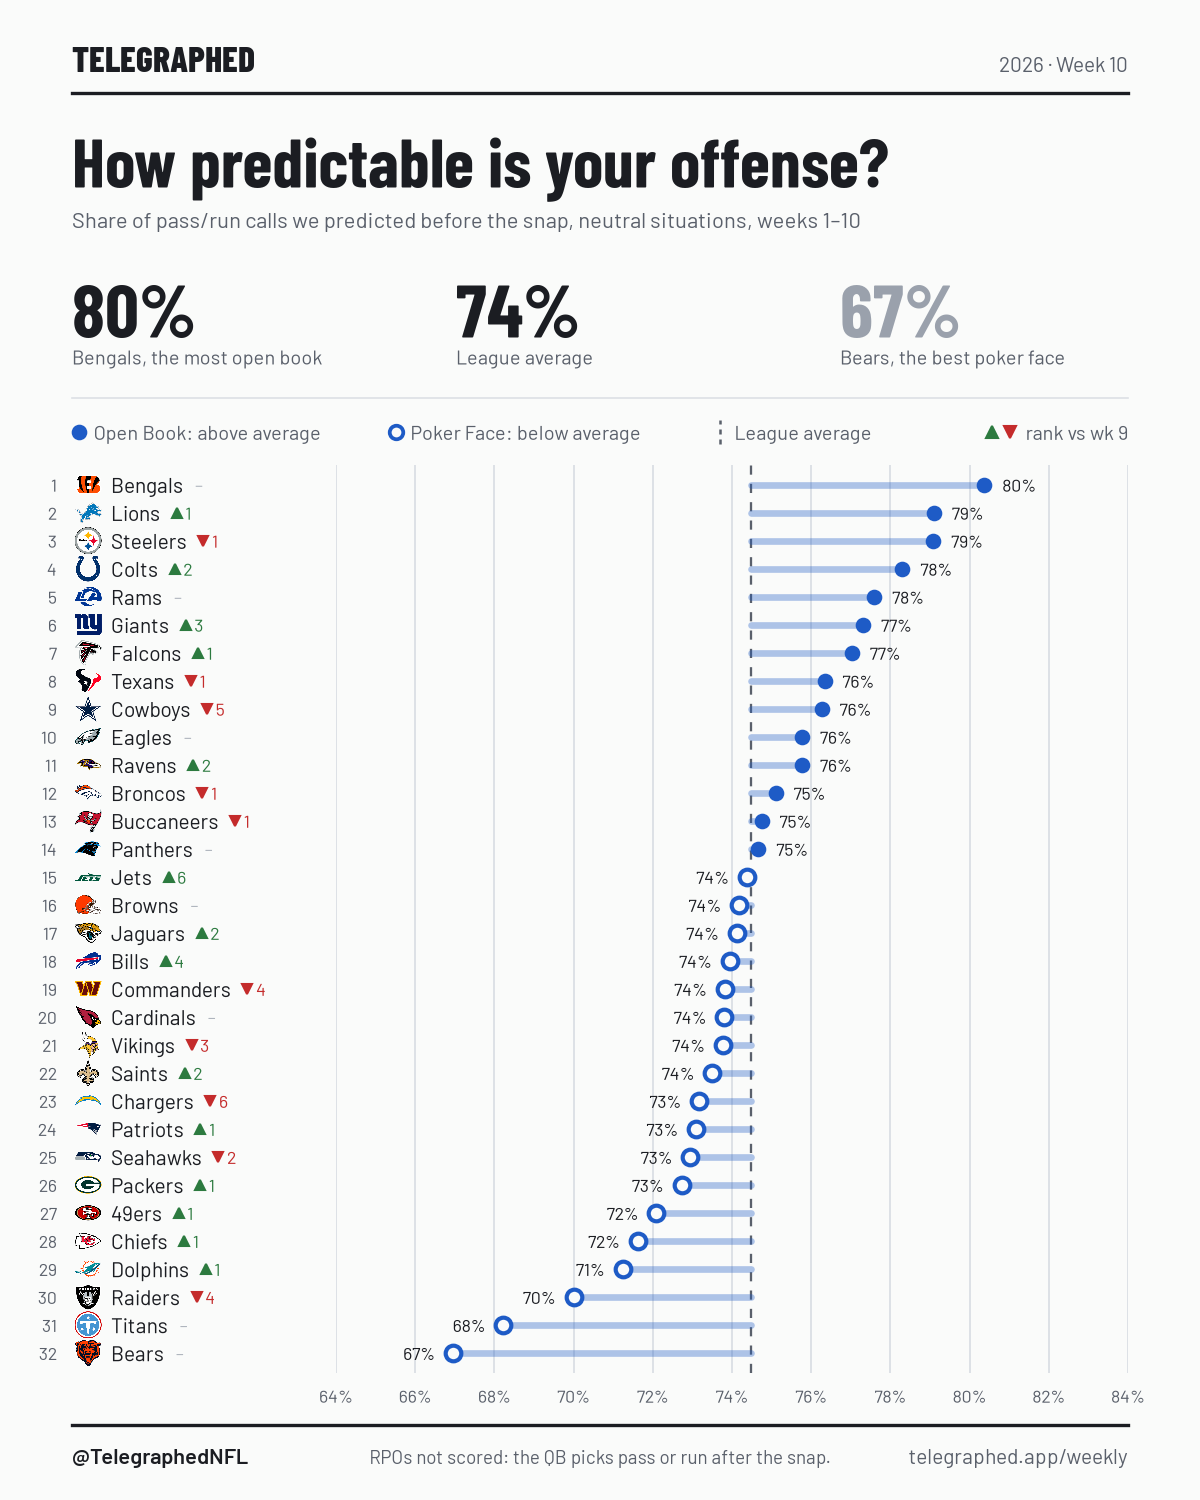 TELEGRAPHED
2026 · Week 10
How predictable is your offense?
Share of pass/run calls we predicted before the snap, neutral situations, weeks 1–10
80% 74% 67%
Bengals, the most open book League average Bears, the best poker face
Open Book: above average Poker Face: below average League average ▲▼ rank vs wk 9
1 Bengals – 80%
2 Lions ▲1 79%
3 Steelers ▼1 79%
4 Colts ▲2 78%
5 Rams – 78%
6 ny Giants ▲3 77%
7 Falcons ▲1 77%
8 Texans ▼1 76%
9 Cowboys ▼5 76%
10 Eagles – 76%
11 Ravens ▲2 76%
12 Broncos ▼1 75%
13 Buccaneers ▼1 75%
14 Panthers – 75%
15 JETS Jets ▲6 74%
16 Browns – 74%
17 Jaguars ▲2 74%
18 Bills ▲4 74%
19 W Commanders ▼4 74%
20 Cardinals – 74%
21 Vikings ▼3 74%
22 Saints ▲2 74%
23 Chargers ▼6 73%
24 Patriots ▲1 73%
25 Seahawks ▼2 73%
26 G Packers ▲1 73%
27 49ers ▲1 72%
28 Chiefs ▲1 72%
29 Dolphins ▲1 71%
30 Raiders ▼4 70%
31 T Titans – 68%
32 Bears – 67%
64% 66% 68% 70% 72% 74% 76% 78% 80% 82% 84%
@TelegraphedNFL RPOs not scored: the QB picks pass or run after the snap. telegraphed.app/weekly